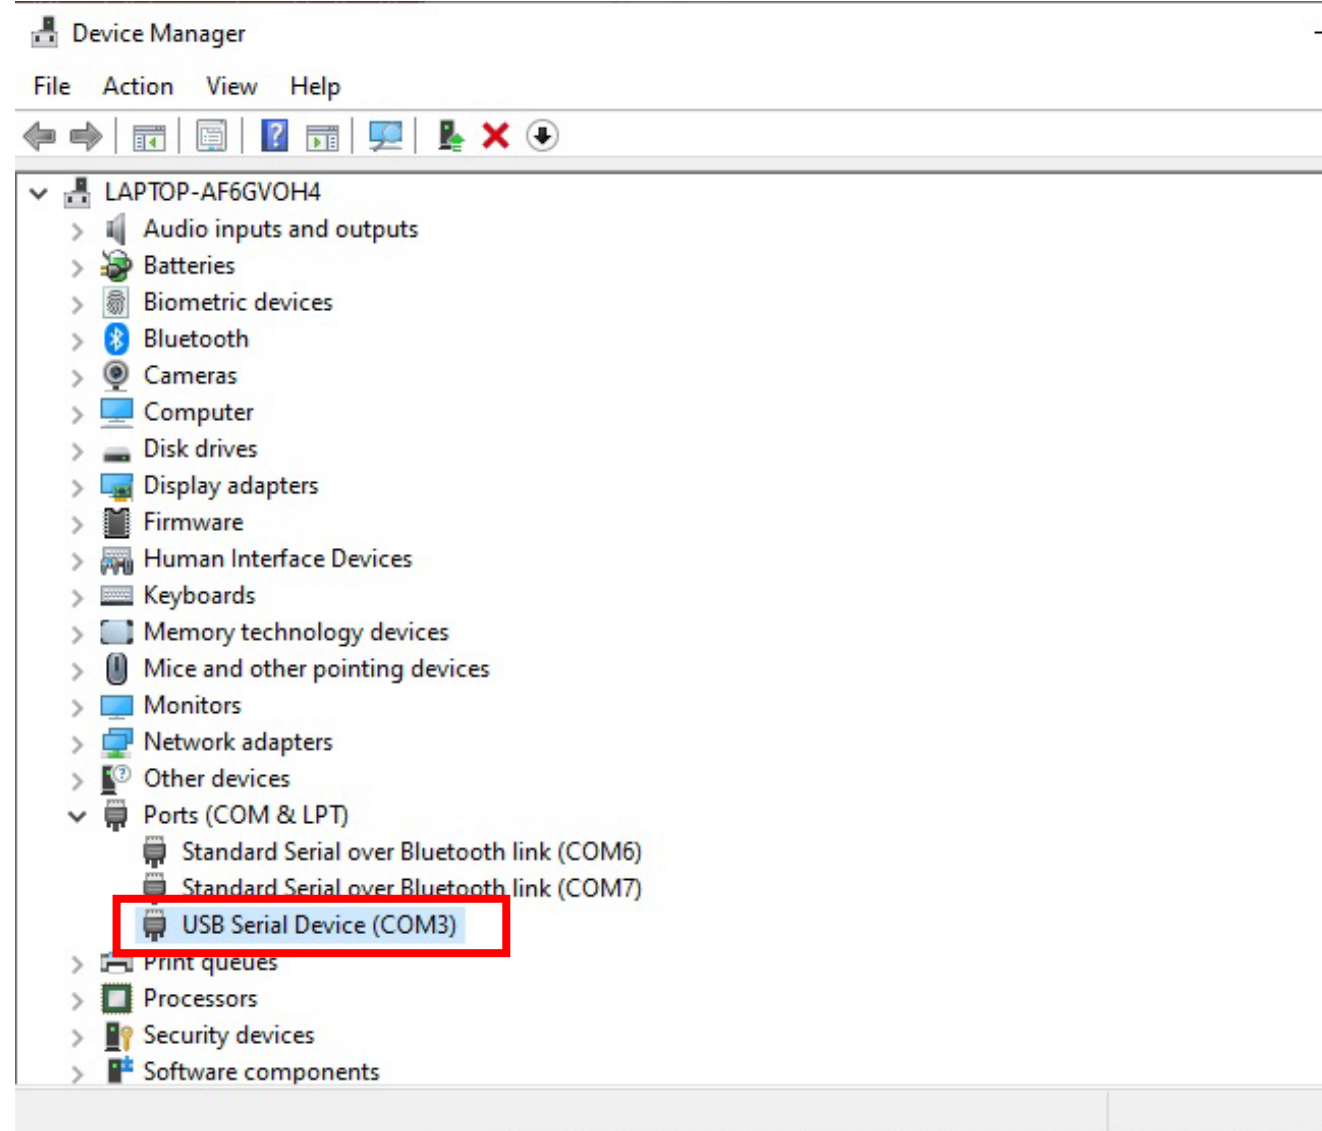 Device Manager
File Action View Help
LAPTOP-AF6GVOH4
Audio inputs and outputs
Batteries
Biometric devices
Bluetooth
Cameras
Computer
Disk drives
Display adapters
Firmware
Human Interface Devices
Keyboards
Memory technology devices
Mice and other pointing devices
Monitors
Network adapters
Other devices
Ports (COM & LPT)
Standard Serial over Bluetooth link (COM6)
Standard Serial over Bluetooth link (COM7)
USB Serial Device (COM3)
Print queues
Processors
Security devices
Software components